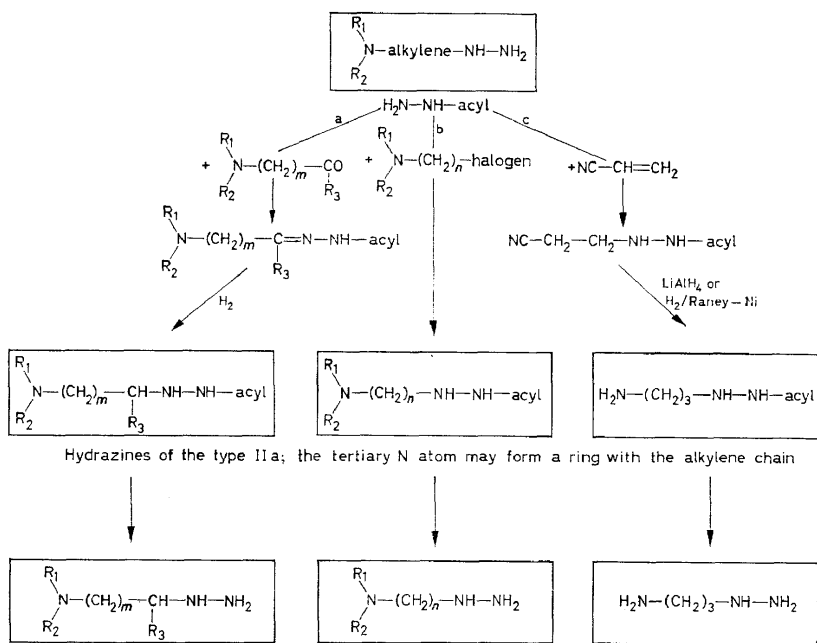 R₁
N—alkylene—NH—NH₂
R₂
H₂N—NH—acyl
a b c
R₁
+ N—(CH₂)m—CO
R₂ R₃
R₁
+ N—(CH₂)n—halogen
R₂
+NC—CH=CH₂
R₁
N—(CH₂)m—C=N—NH—acyl
R₂ R₃
NC—CH₂—CH₂—NH—NH—acyl
H₂
LiAlH₄ or
H₂/Raney—Ni
R₁
N—(CH₂)m—CH—NH—NH—acyl
R₂ R₃
R₁
N—(CH₂)n—NH—NH—acyl
R₂
H₂N—(CH₂)₃—NH—NH—acyl
Hydrazines of the type IIa; the tertiary N atom may form a ring with the alkylene chain
R₁
N—(CH₂)m—CH—NH—NH₂
R₂ R₃
R₁
N—(CH₂)n—NH—NH₂
R₂
H₂N—(CH₂)₃—NH—NH₂